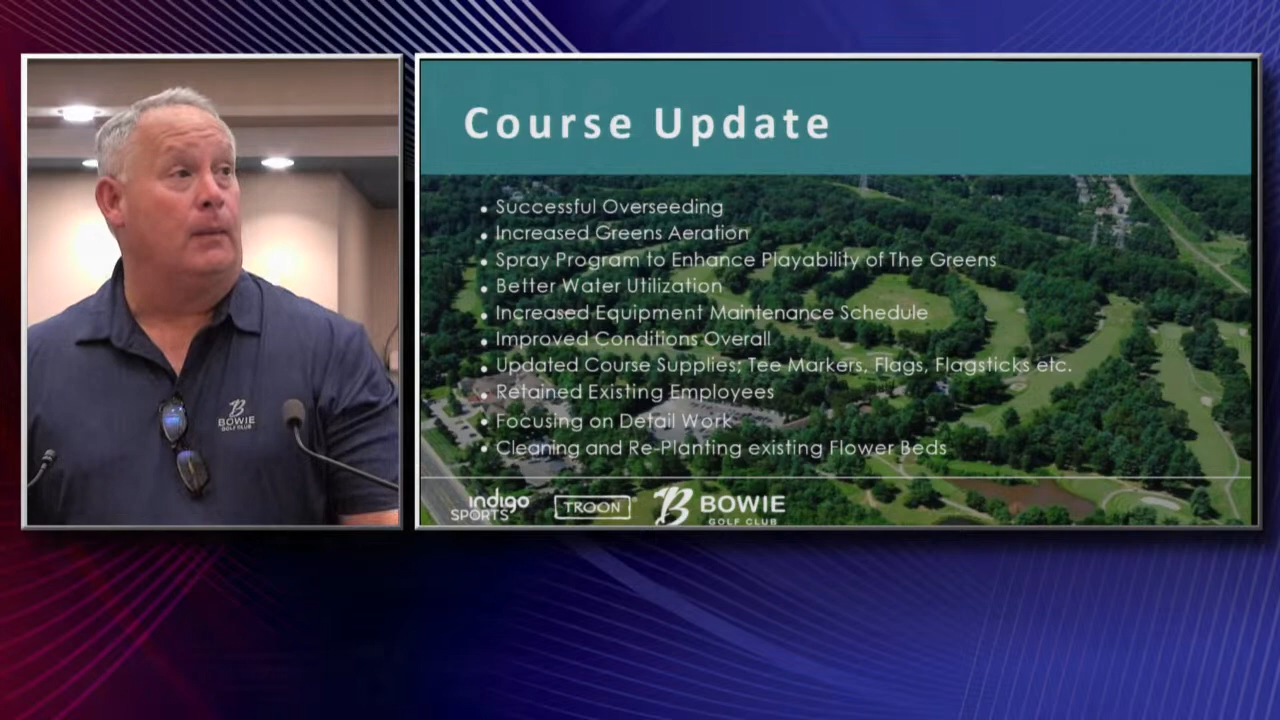 BOWIE
GOLF CLUB
Course Update
• Successful Overseeding
• Increased Greens Aeration
• Spray Program to Enhance Playability of The Greens
• Better Water Utilization
• Increased Equipment Maintenance Schedule
• Improved Conditions Overall
• Updated Course Supplies; Tee Markers, Flags, Flagsticks etc.
• Retained Existing Employees
• Focusing on Detail Work
• Cleaning and Re-Planting existing Flower Beds
indigo
SPORTS
TROON
B BOWIE
GOLF CLUB